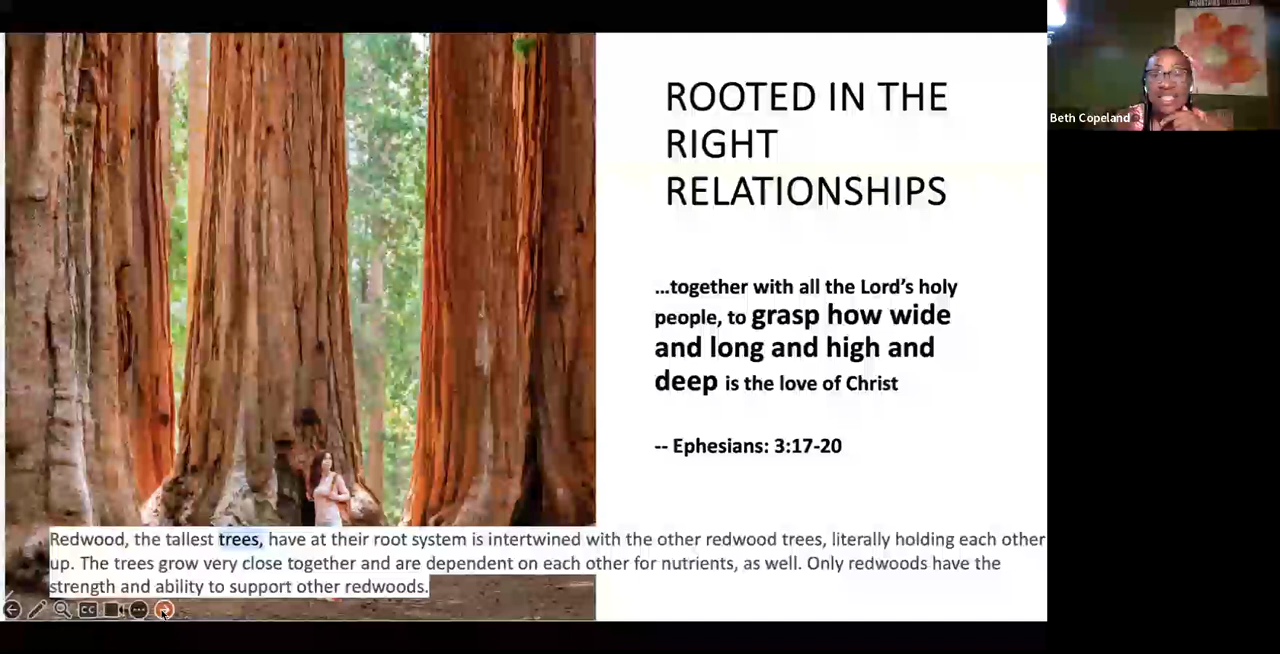 ROOTED IN THE
RIGHT
RELATIONSHIPS
…together with all the Lord’s holy
people, to grasp how wide
and long and high and
deep is the love of Christ
-- Ephesians: 3:17-20
Redwood, the tallest trees, have at their root system is intertwined with the other redwood trees, literally holding each other
up. The trees grow very close together and are dependent on each other for nutrients, as well. Only redwoods have the
strength and ability to support other redwoods.
CC
Beth Copeland